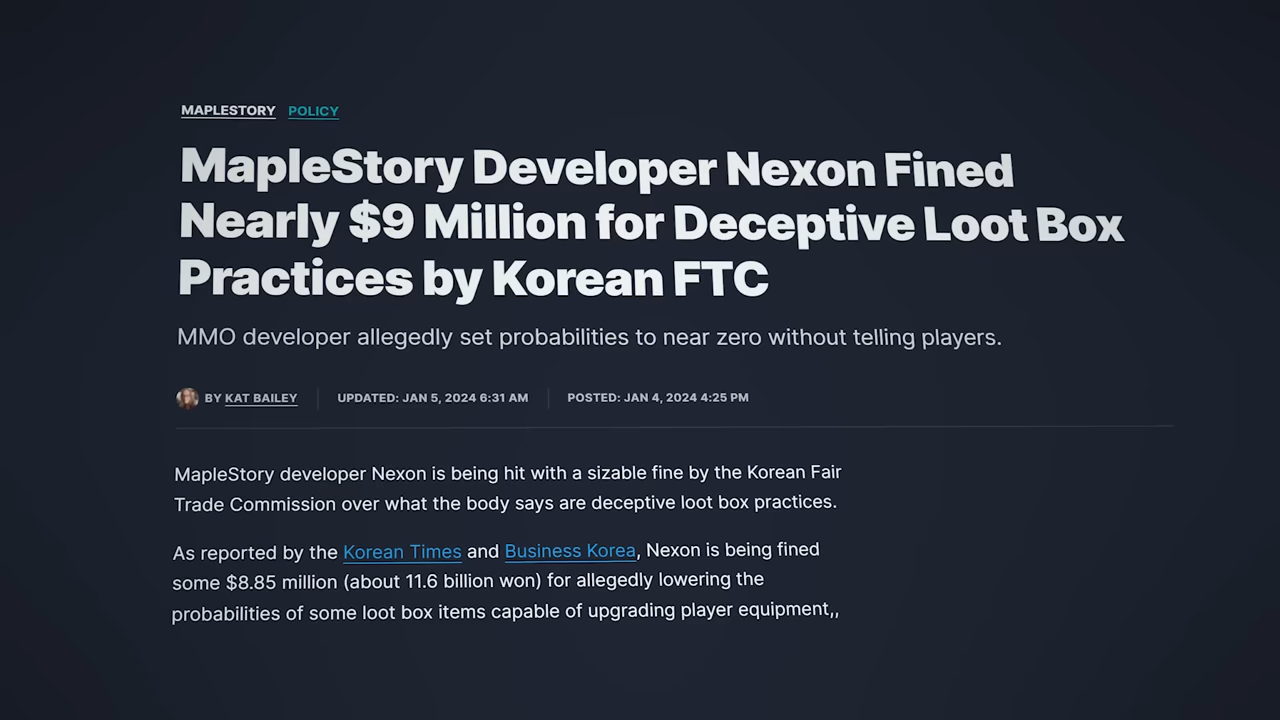 MAPLESTORY POLICY
MapleStory Developer Nexon Fined
Nearly $9 Million for Deceptive Loot Box
Practices by Korean FTC
MMO developer allegedly set probabilities to near zero without telling players.
BY KAT BAILEY UPDATED: JAN 5, 2024 6:31 AM POSTED: JAN 4, 2024 4:25 PM
MapleStory developer Nexon is being hit with a sizable fine by the Korean Fair
Trade Commission over what the body says are deceptive loot box practices.
As reported by the Korean Times and Business Korea, Nexon is being fined
some $8.85 million (about 11.6 billion won) for allegedly lowering the
probabilities of some loot box items capable of upgrading player equipment,,